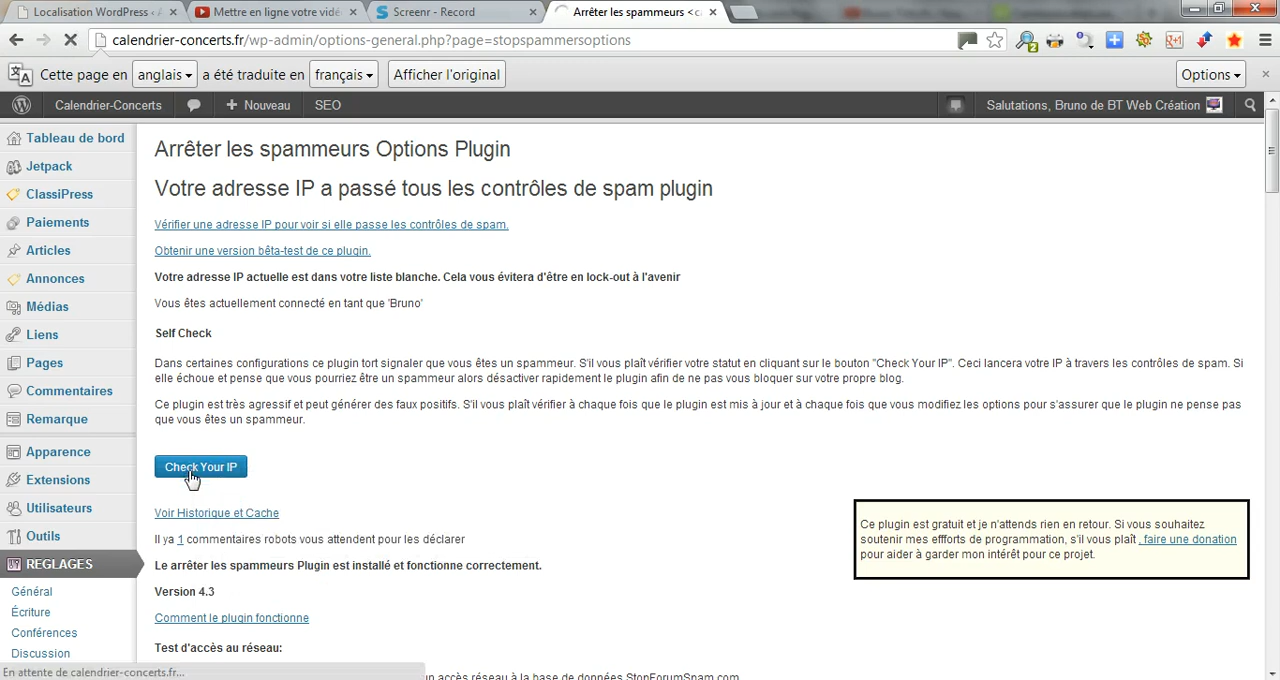 Localisation WordPress ‹
Mettre en ligne votre vidé
Screenr - Record
Arrêter les spammeurs <c
calendrier-concerts.fr/wp-admin/options-general.php?page=stopspammersoptions
Cette page en anglais a été traduite en français Afficher l'original Options
Calendrier-Concerts + Nouveau SEO Salutations, Bruno de BT Web Création
Tableau de bord
Jetpack
ClassiPress
Paiements
Articles
Annonces
Médias
Liens
Pages
Commentaires
Remarque
Apparence
Extensions
Utilisateurs
Outils
REGLAGES
Général
Écriture
Conférences
Discussion
Arrêter les spammeurs Options Plugin
Votre adresse IP a passé tous les contrôles de spam plugin
Vérifier une adresse IP pour voir si elle passe les contrôles de spam.
Obtenir une version bêta-test de ce plugin.
Votre adresse IP actuelle est dans votre liste blanche. Cela vous évitera d'être en lock-out à l'avenir
Vous êtes actuellement connecté en tant que 'Bruno'
Self Check
Dans certaines configurations ce plugin tort signaler que vous êtes un spammeur. S'il vous plaît vérifier votre statut en cliquant sur le bouton "Check Your IP". Ceci lancera votre IP à travers les contrôles de spam. Si
elle échoue et pense que vous pourriez être un spammeur alors désactiver rapidement le plugin afin de ne pas vous bloquer sur votre propre blog.
Ce plugin est très agressif et peut générer des faux positifs. S'il vous plaît vérifier à chaque fois que le plugin est mis à jour et à chaque fois que vous modifiez les options pour s'assurer que le plugin ne pense pas
que vous êtes un spammeur.
Check Your IP
Voir Historique et Cache
Il ya 1 commentaires robots vous attendent pour les déclarer
Le arrêter les spammeurs Plugin est installé et fonctionne correctement.
Version 4.3
Comment le plugin fonctionne
Test d'accès au réseau:
un accès réseau à la base de données StopForumSpam.com
Ce plugin est gratuit et je n'attends rien en retour. Si vous souhaitez
soutenir mes effforts de programmation, s'il vous plaît , faire une donation
pour aider à garder mon intérêt pour ce projet.
En attente de calendrier-concerts.fr...